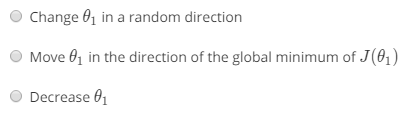 Change θ₁ in a random direction
Move θ₁ in the direction of the global minimum of J(θ₁)
Decrease θ₁